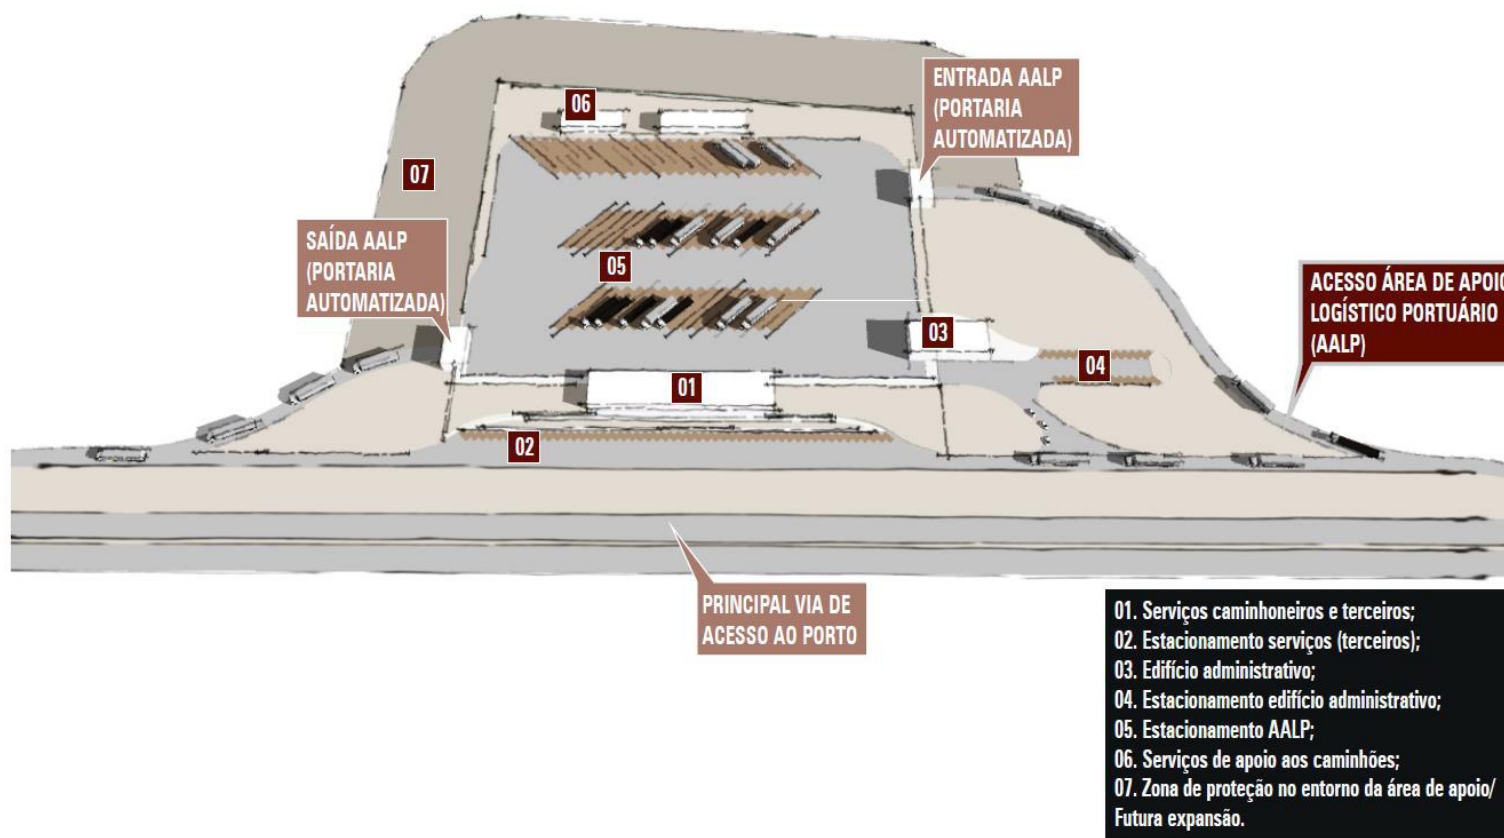 06
ENTRADA AALP
(PORTARIA
AUTOMATIZADA)
07
SAÍDA AALP
(PORTARIA
AUTOMATIZADA)
05
ACESSO ÁREA DE APOIO
LOGÍSTICO PORTUÁRIO
(AALP)
03
04
01
02
PRINCIPAL VIA DE
ACESSO AO PORTO
01. Serviços caminhoneiros e terceiros;
02. Estacionamento serviços (terceiros);
03. Edifício administrativo;
04. Estacionamento edifício administrativo;
05. Estacionamento AALP;
06. Serviços de apoio aos caminhões;
07. Zona de proteção no entorno da área de apoio/
Futura expansão.